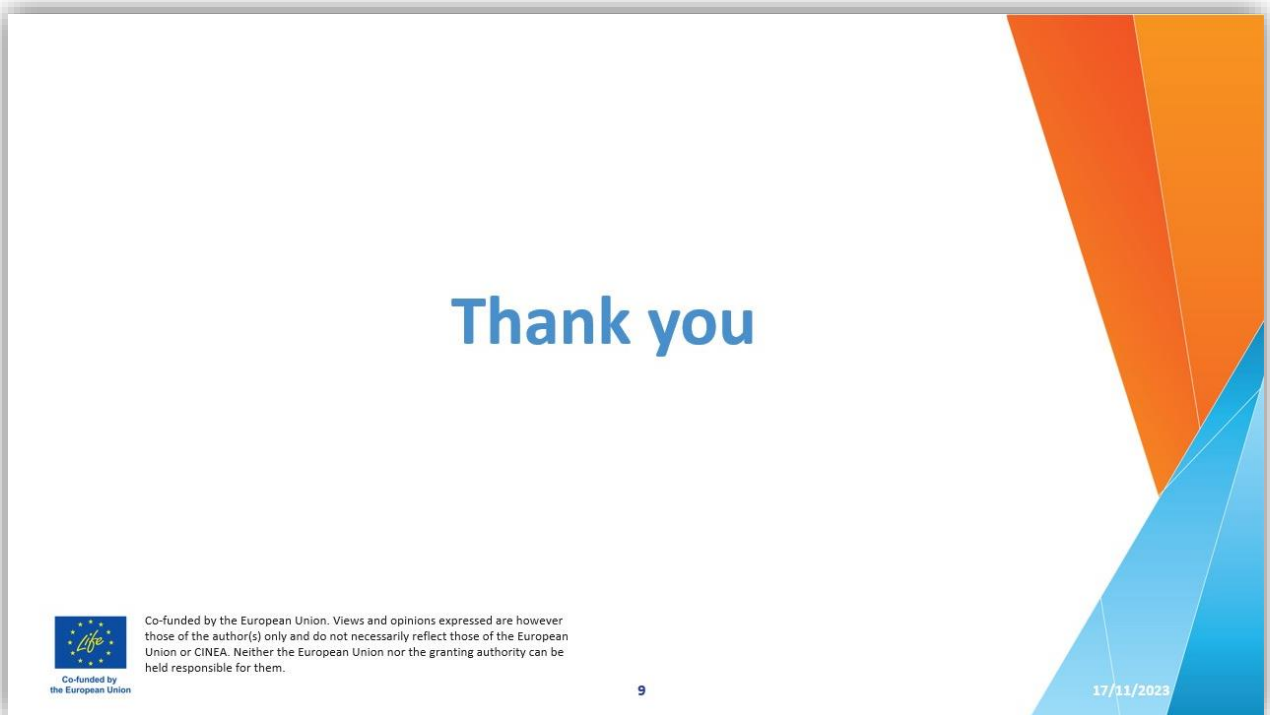 Thank you
Life
Co-funded by
the European Union
Co-funded by the European Union. Views and opinions expressed are however
those of the author(s) only and do not necessarily reflect those of the European
Union or CINEA. Neither the European Union nor the granting authority can be
held responsible for them.
9
17/11/2023